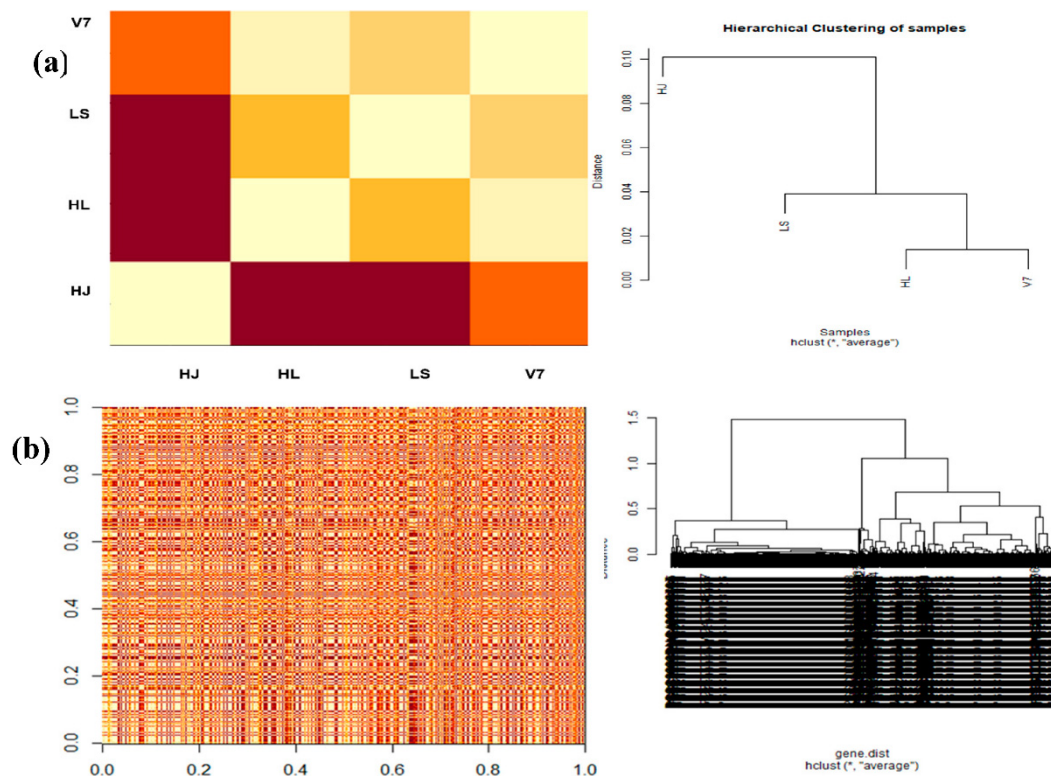 (a)
V7
LS
HL
HJ
HJ HL LS V7
Hierarchical Clustering of samples
Distance
0.10
0.08
0.06
0.04
0.02
0.00
HJ
LS
HL
V7
Samples
hclust (*, "average")
(b)
1.0
0.8
0.6
0.4
0.2
0.0
0.0 0.2 0.4 0.6 0.8 1.0
Distance
1.5
1.0
0.5
0.0
gene.dist
hclust (*, "average")